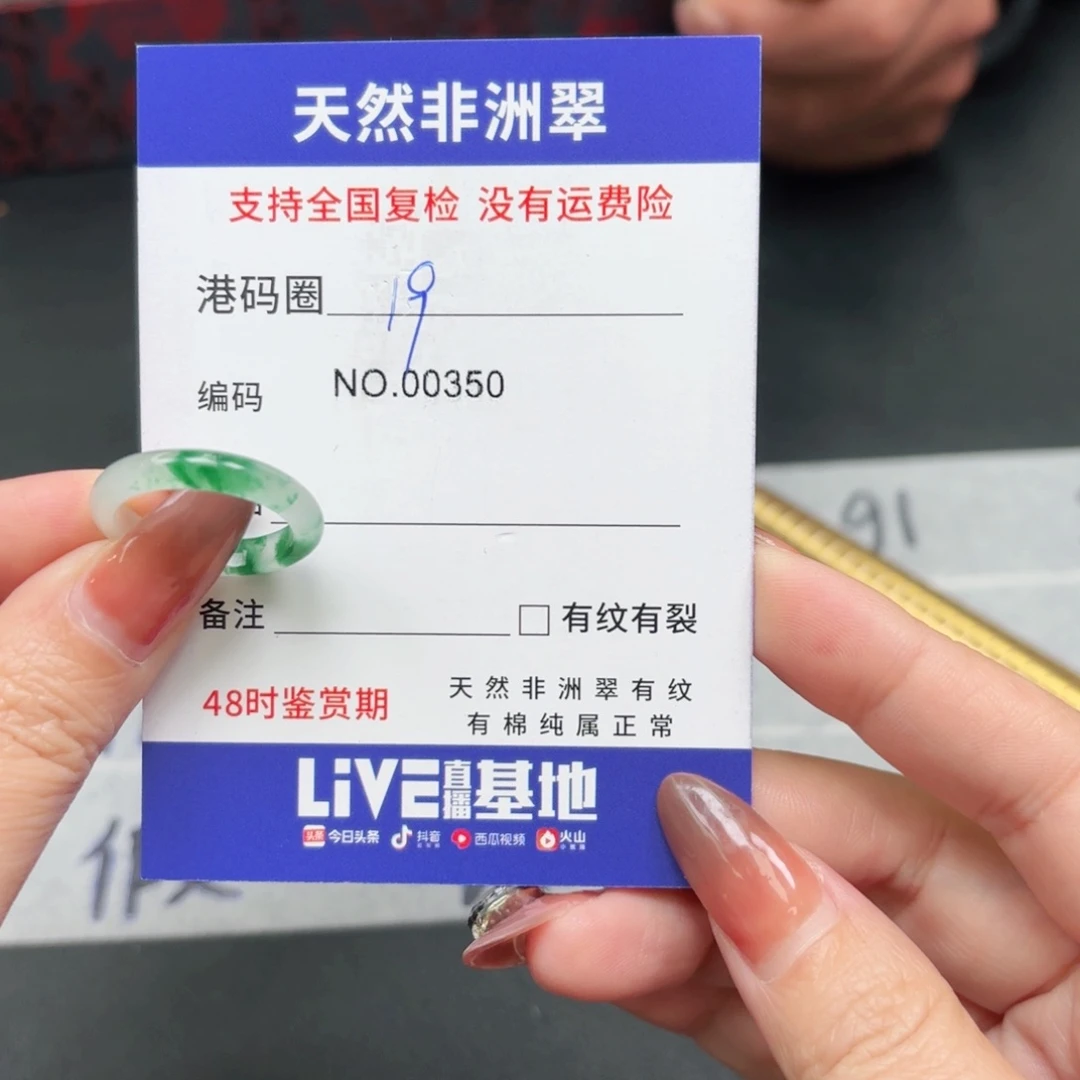 天然非洲翠
支持全国复检 没有运费险
港码圈 19
编码 NO.00350
备注 □ 有纹有裂
48时鉴赏期
天然非洲翠有纹
有棉纯属正常
LiVE直播基地
头条 今日头条 抖音 西瓜视频 火山
91